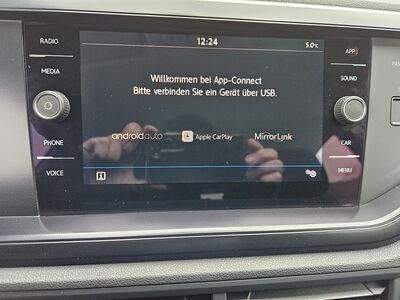 RADIO
12:24
5.0°C
APP
MEDIA
SOUND
Willkommen bei App-Connect
Bitte verbinden Sie ein Gerät über USB.
androidauto
Apple CarPlay
MirrorLink
PHONE
CAR
VOICE
MENU